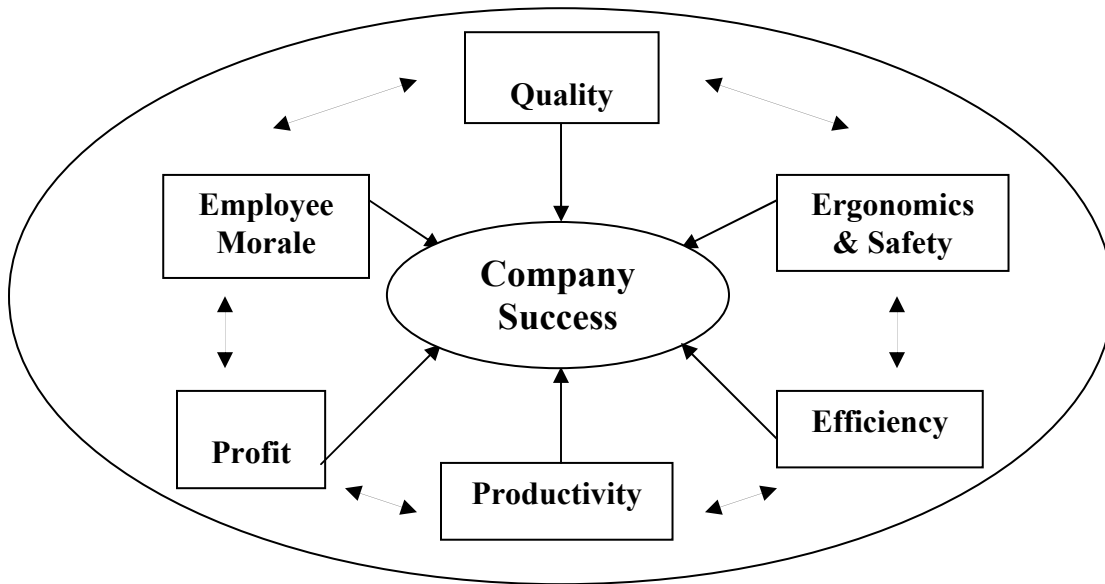 Quality
Employee
Morale
Ergonomics
& Safety
Company
Success
Profit
Productivity
Efficiency